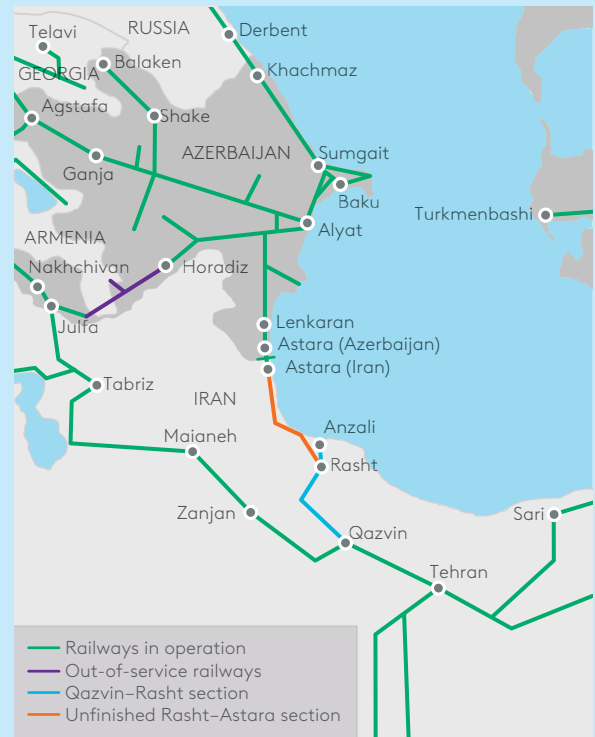 RUSSIA
Telavi
Derbent
GEORGIA
Balaken
Khachmaz
Agstafa
Shake
AZERBAIJAN
Sumgait
Ganja
Baku
Turkmenbashi
Alyat
ARMENIA
Nakhchivan
Horadiz
Julfa
Lenkaran
Astara (Azerbaijan)
Astara (Iran)
Tabriz
IRAN
Anzali
Maianeh
Rasht
Zanjan
Sari
Qazvin
Tehran
Railways in operation
Out-of-service railways
Qazvin–Rasht section
Unfinished Rasht–Astara section